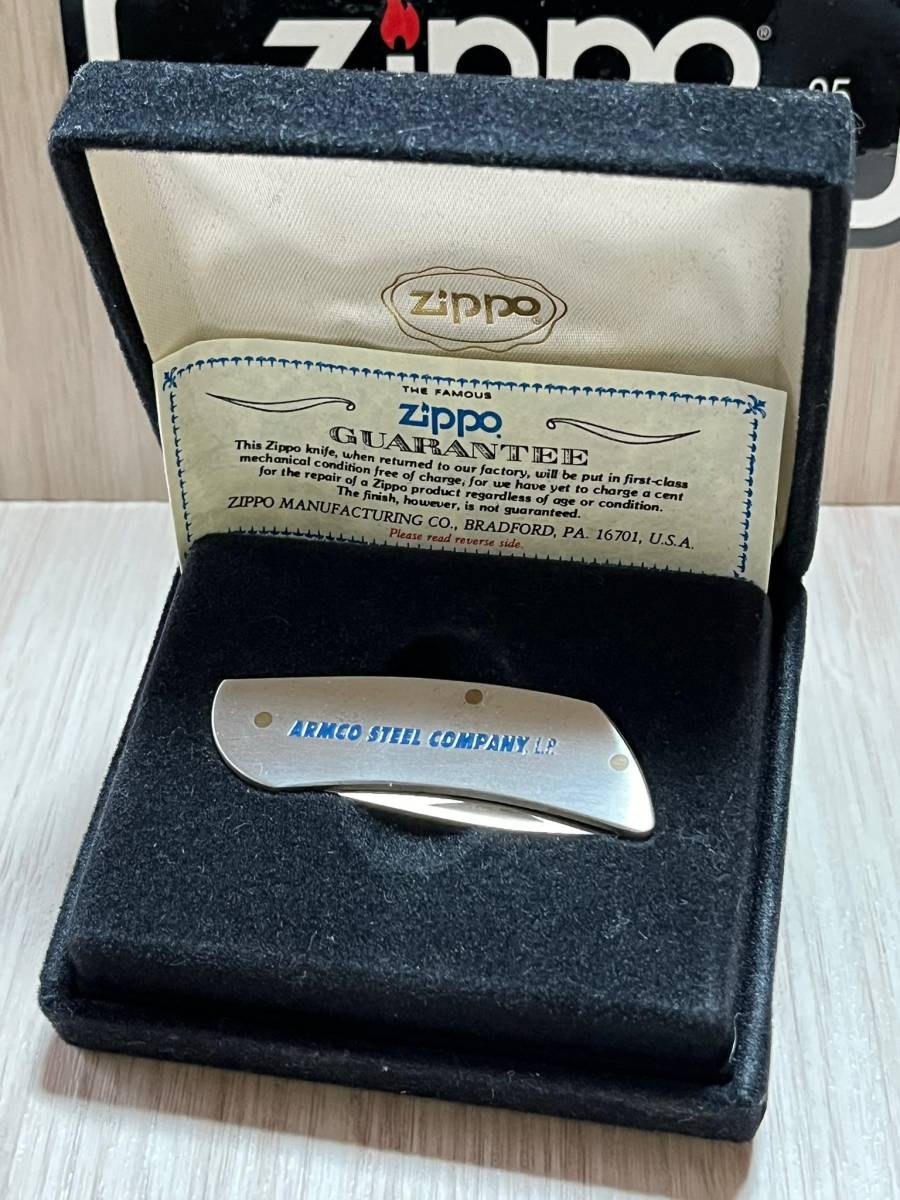 zippo®
95
zippo®
THE FAMOUS
zippo
GUARANTEE
This Zippo knife, when returned to our factory, will be put in first-class
mechanical condition free of charge, for we have yet to charge a cent
for the repair of a Zippo product regardless of age or condition.
The finish, however, is not guaranteed.
ZIPPO MANUFACTURING CO., BRADFORD, PA. 16701, U.S.A.
Please read reverse side.
ARMCO STEEL COMPANY, L.P.